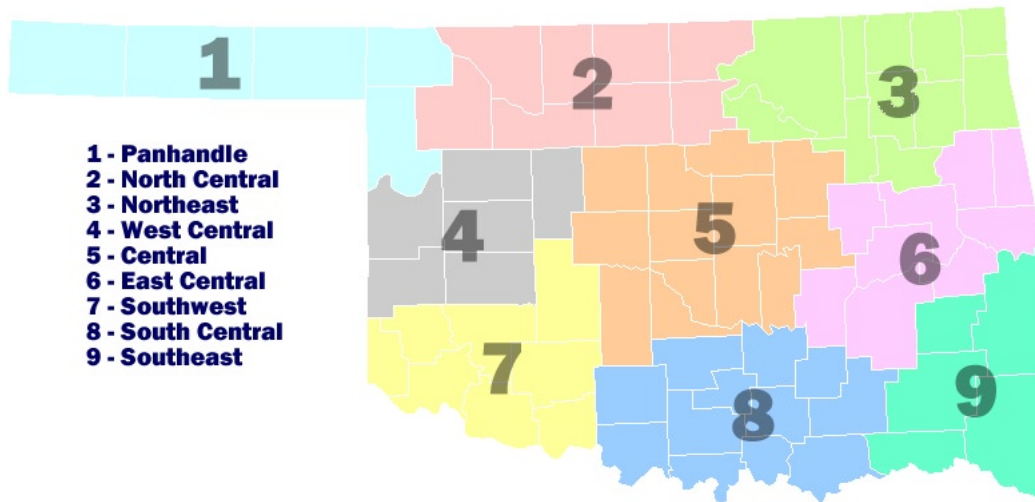 1
2
3
1 - Panhandle
2 - North Central
3 - Northeast
4 - West Central
5 - Central
6 - East Central
7 - Southwest
8 - South Central
9 - Southeast
4
5
6
7
8
9